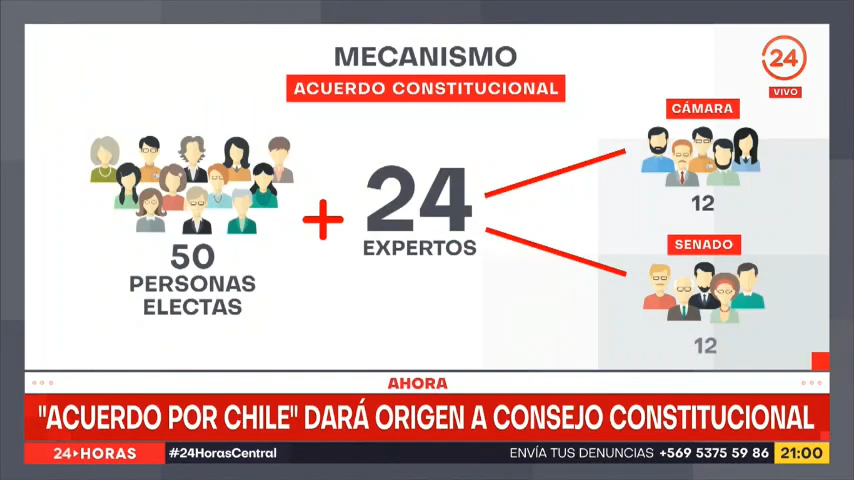 MECANISMO
ACUERDO CONSTITUCIONAL
24
VIVO
50
PERSONAS
ELECTAS
+
24
EXPERTOS
CÁMARA
12
SENADO
12
AHORA
"ACUERDO POR CHILE" DARÁ ORIGEN A CONSEJO CONSTITUCIONAL
24▸HORAS #24HorasCentral ENVÍA TUS DENUNCIAS +569 5375 59 86 21:00